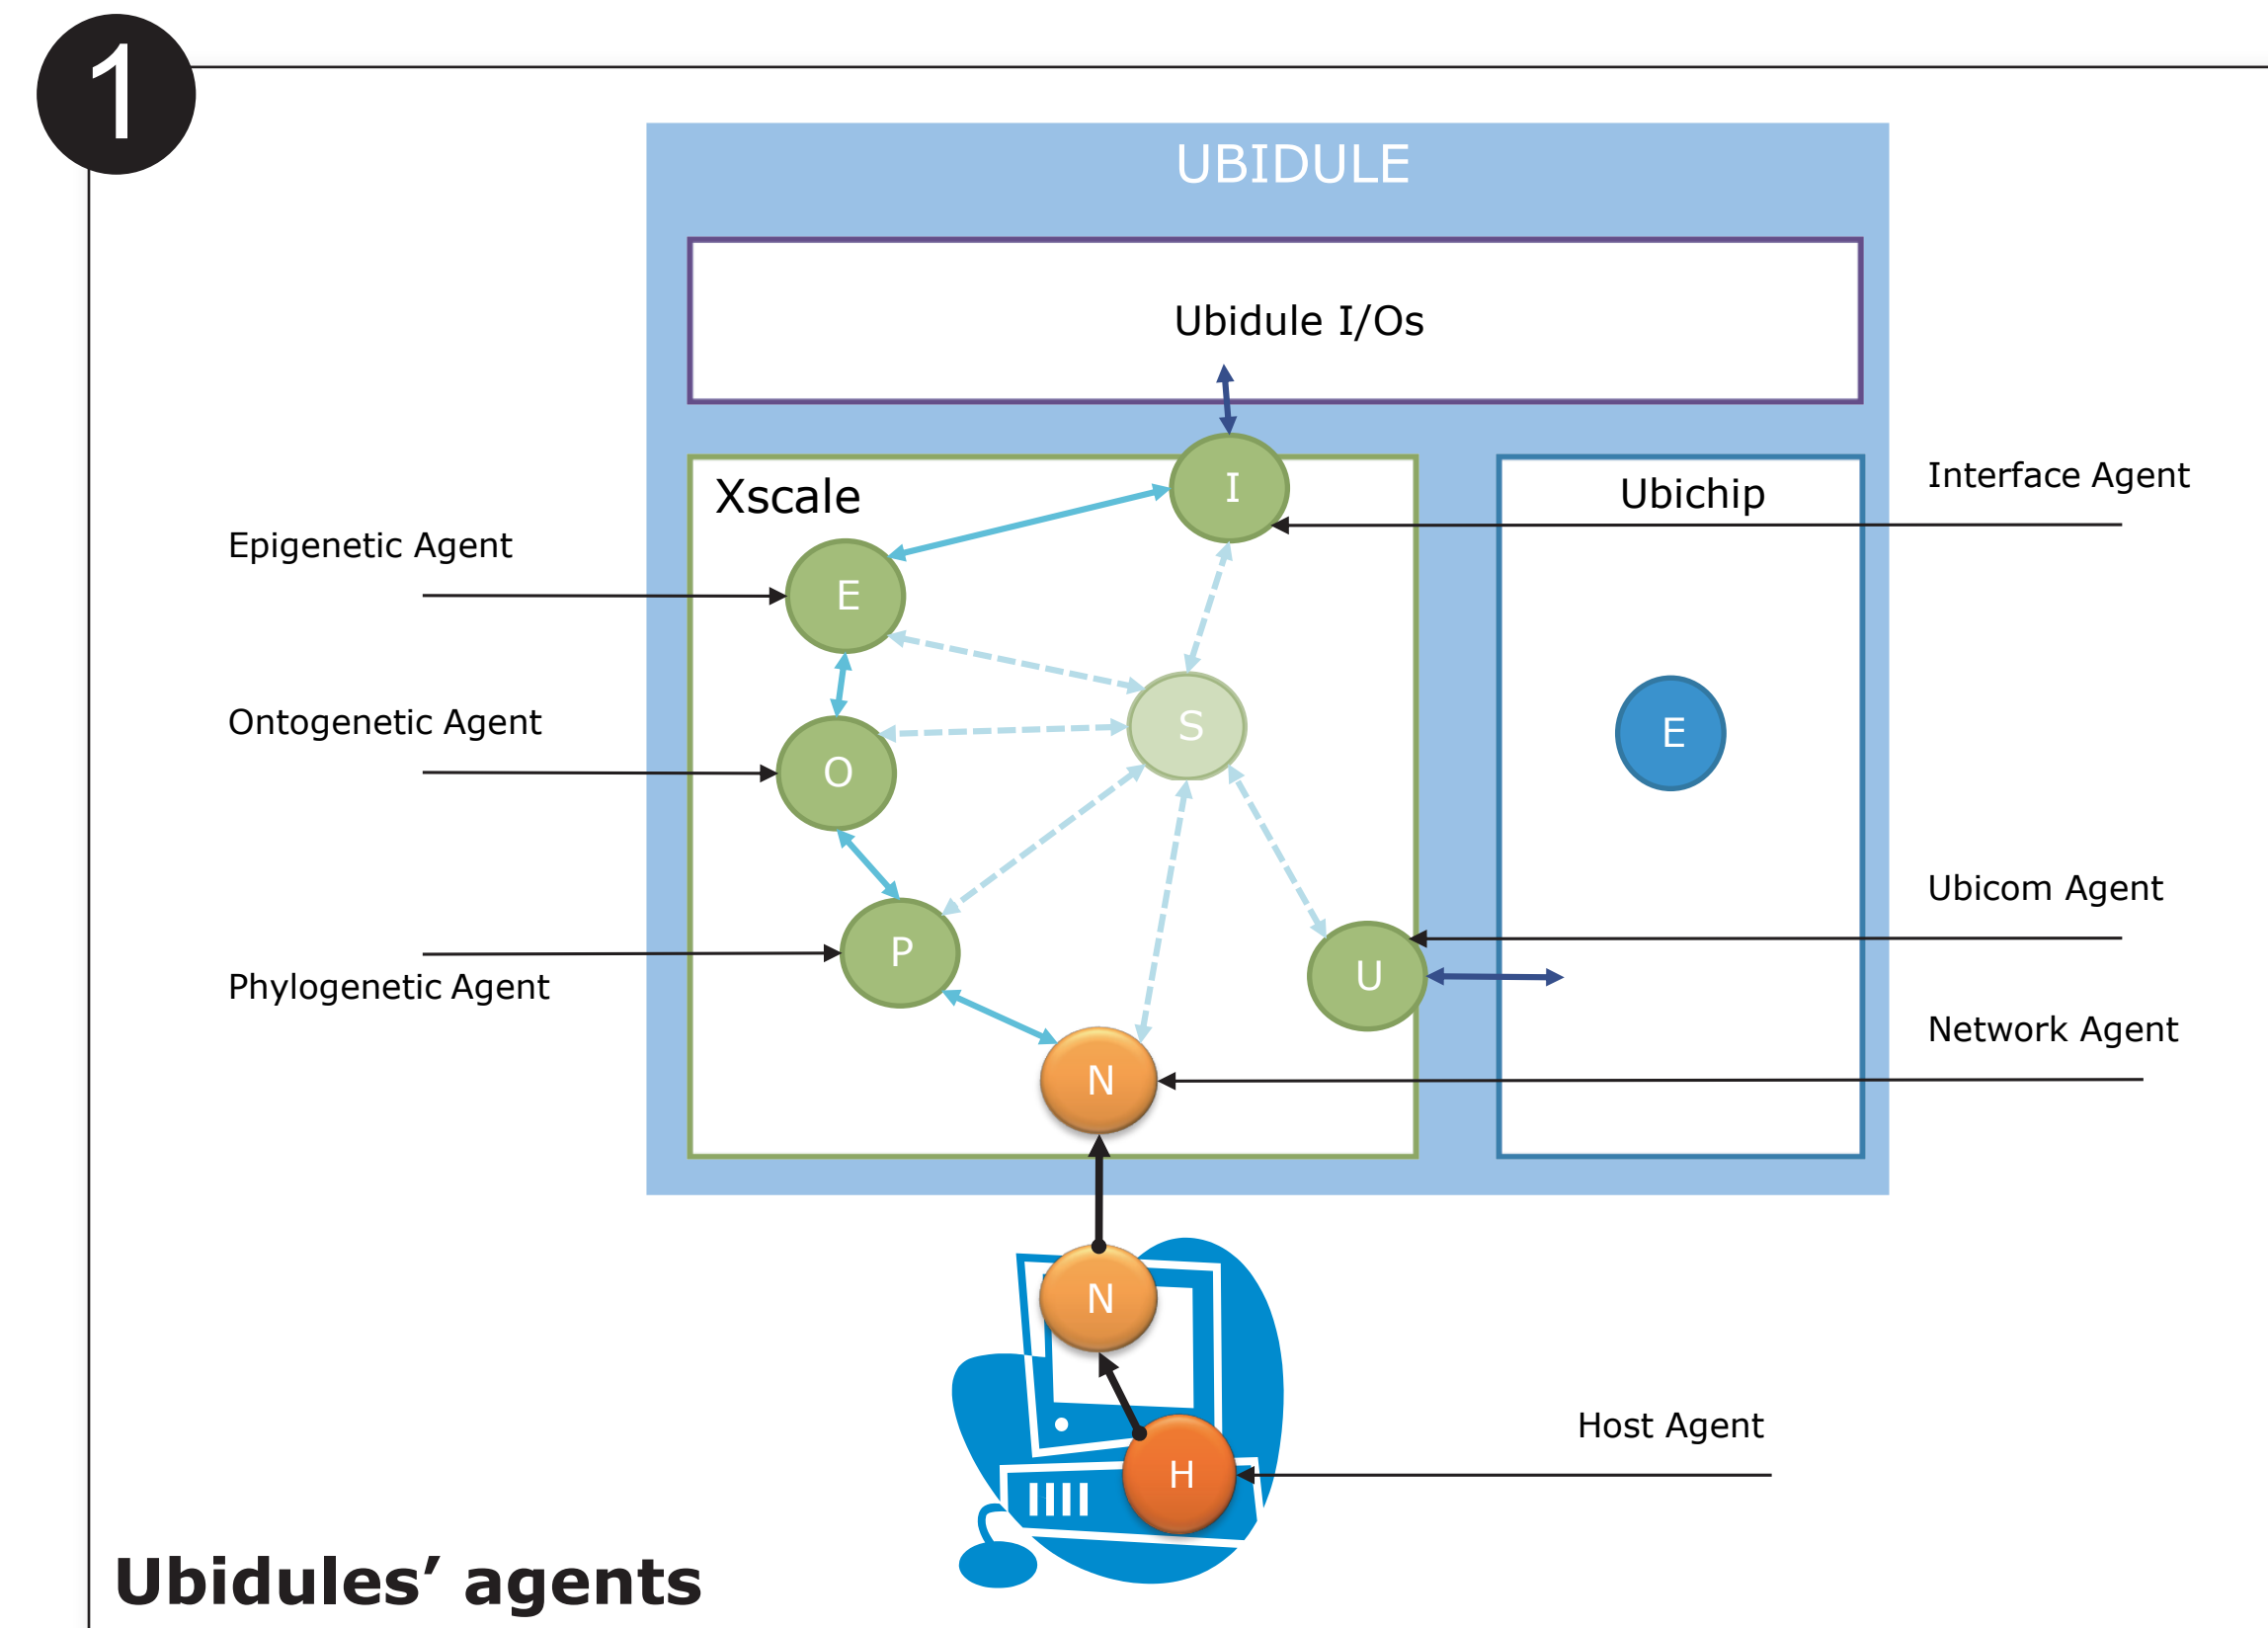 1
UBIDULE
Ubidule I/Os
Xscale
I
Ubichip
Interface Agent
Epigenetic Agent
E
Ontogenetic Agent
S
E
O
Ubicom Agent
P
U
Phylogenetic Agent
Network Agent
N
N
Host Agent
H
Ubidules’ agents